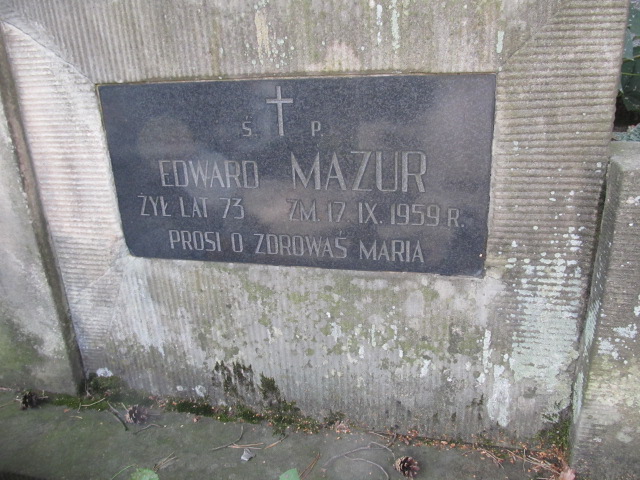 Ś. P.
EDWARD MAZUR
ŻYŁ LAT 73 ZM. 17. IX. 1959 R.
PROSI O ZDROWAŚ MARIA